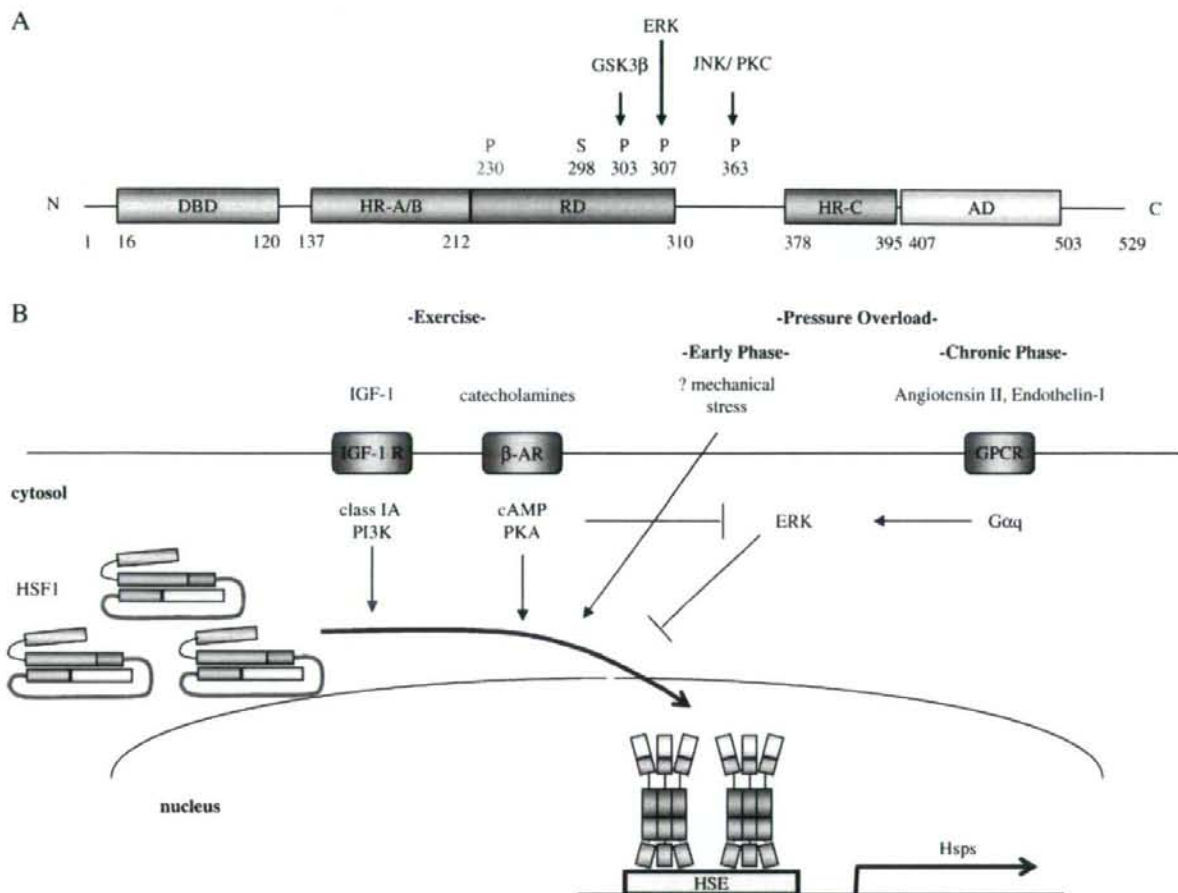 A
ERK
GSK3β JNK/ PKC
P S P P P
230 298 303 307 363
N DBD HR-A/B RD HR-C AD C
1 16 120 137 212 310 378 395 407 503 529
B
-Exercise- -Pressure Overload-
-Early Phase- -Chronic Phase-
IGF-1 catecholamines ? mechanical stress Angiotensin II, Endothelin-1
IGF-1 R β-AR GPCR
cytosol
class IA cAMP
PI3K PKA ERK Gαq
HSF1
nucleus
Hsps
HSE